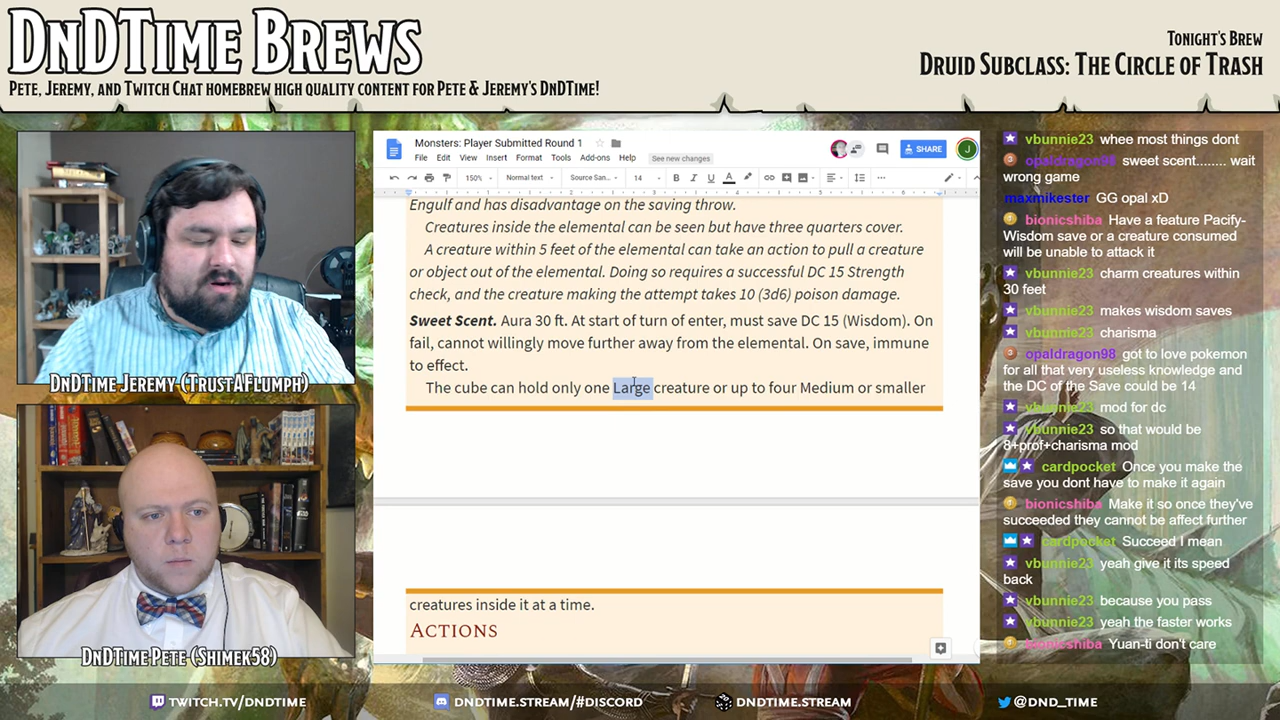 DnDTime Brews
Pete, Jeremy, and Twitch Chat homebrew high quality content for Pete & Jeremy's DnDTime!
Tonight's Brew
Druid Subclass: The Circle of Trash
DnDTime Jeremy (TrustAFlumph)
DnDTime Pete (Shimek58)
Monsters: Player Submitted Round 1
File Edit View Insert Format Tools Add-ons Help See new changes
SHARE
J
150% Normal text Source San... 14 B I U A
Engulf and has disadvantage on the saving throw.
Creatures inside the elemental can be seen but have three quarters cover.
A creature within 5 feet of the elemental can take an action to pull a creature
or object out of the elemental. Doing so requires a successful DC 15 Strength
check, and the creature making the attempt takes 10 (3d6) poison damage.
Sweet Scent. Aura 30 ft. At start of turn of enter, must save DC 15 (Wisdom). On
fail, cannot willingly move further away from the elemental. On save, immune
to effect.
The cube can hold only one Large creature or up to four Medium or smaller
creatures inside it at a time.
Actions
vbunnie23 whee most things dont
opaldragon98 sweet scent........ wait
wrong game
maxmikester GG opal xD
bionicshiba Have a feature Pacify-
Wisdom save or a creature consumed
will be unable to attack it
vbunnie23 charm creatures within
30 feet
vbunnie23 makes wisdom saves
vbunnie23 charisma
opaldragon98 got to love pokemon
for all that very useless knowledge and
the DC of the Save could be 14
vbunnie23 mod for dc
vbunnie23 so that would be
8+prof+charisma mod
cardpocket Once you make the
save you dont have to make it again
bionicshiba Make it so once they've
succeeded they cannot be affect further
cardpocket Succeed I mean
vbunnie23 yeah give it its speed
back
vbunnie23 because you pass
vbunnie23 yeah the faster works
bionicshiba Yuan-ti don't care
twitch.tv/dndtime
dndtime.stream/#discord
dndtime.stream
@dnd_time